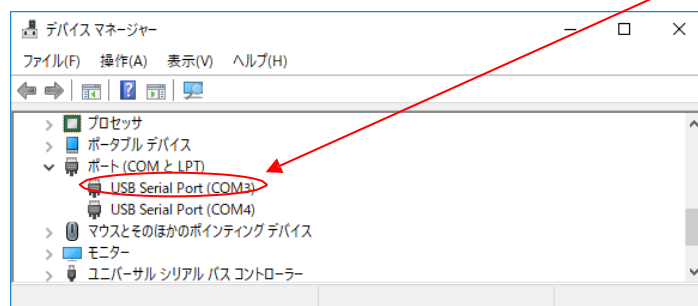 デバイス マネージャー
ファイル(F) 操作(A) 表示(V) ヘルプ(H)
プロセッサ
ポータブル デバイス
ポート (COM と LPT)
USB Serial Port (COM3)
USB Serial Port (COM4)
マウスとそのほかのポインティング デバイス
モニター
ユニバーサル シリアル バス コントローラー